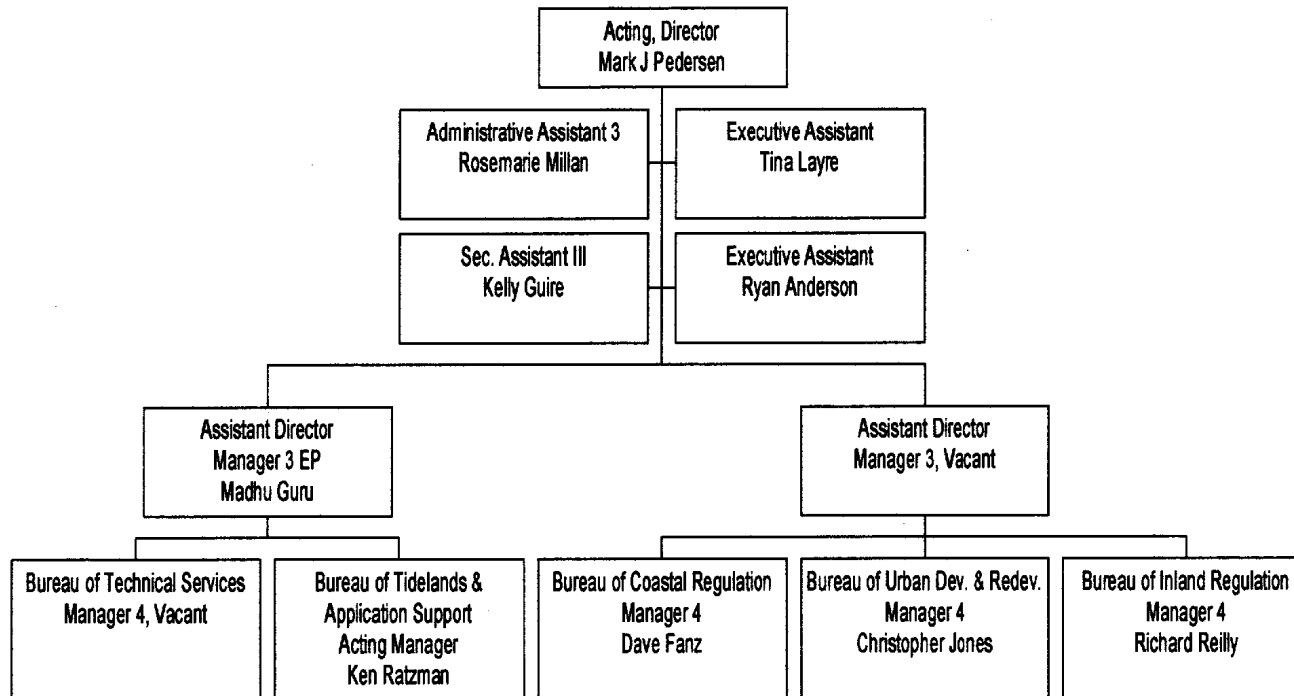 Acting, Director
Mark J Pedersen
Administrative Assistant 3
Rosemarie Millan
Executive Assistant
Tina Layre
Sec. Assistant III
Kelly Guire
Executive Assistant
Ryan Anderson
Assistant Director
Manager 3 EP
Madhu Guru
Assistant Director
Manager 3, Vacant
Bureau of Technical Services
Manager 4, Vacant
Bureau of Tidelands &
Application Support
Acting Manager
Ken Ratzman
Bureau of Coastal Regulation
Manager 4
Dave Fanz
Bureau of Urban Dev. & Redev.
Manager 4
Christopher Jones
Bureau of Inland Regulation
Manager 4
Richard Reilly